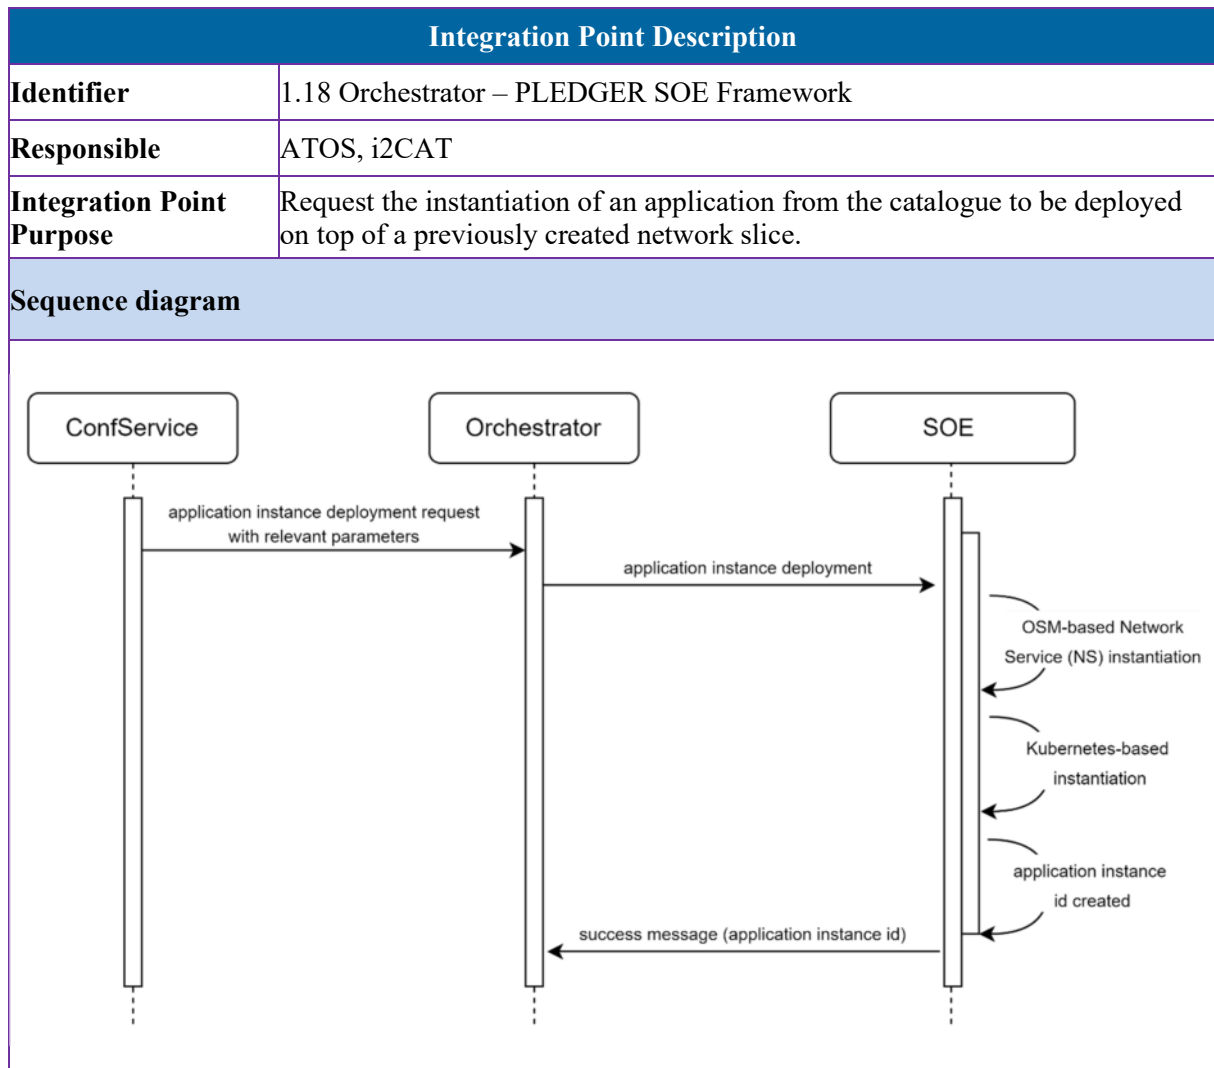 Integration Point Description
Identifier
1.18 Orchestrator – PLEDGER SOE Framework
Responsible
ATOS, i2CAT
Integration Point
Purpose
Request the instantiation of an application from the catalogue to be deployed
on top of a previously created network slice.
Sequence diagram
ConfService
Orchestrator
SOE
application instance deployment request
with relevant parameters
application instance deployment
OSM-based Network
Service (NS) instantiation
Kubernetes-based
instantiation
application instance
id created
success message (application instance id)